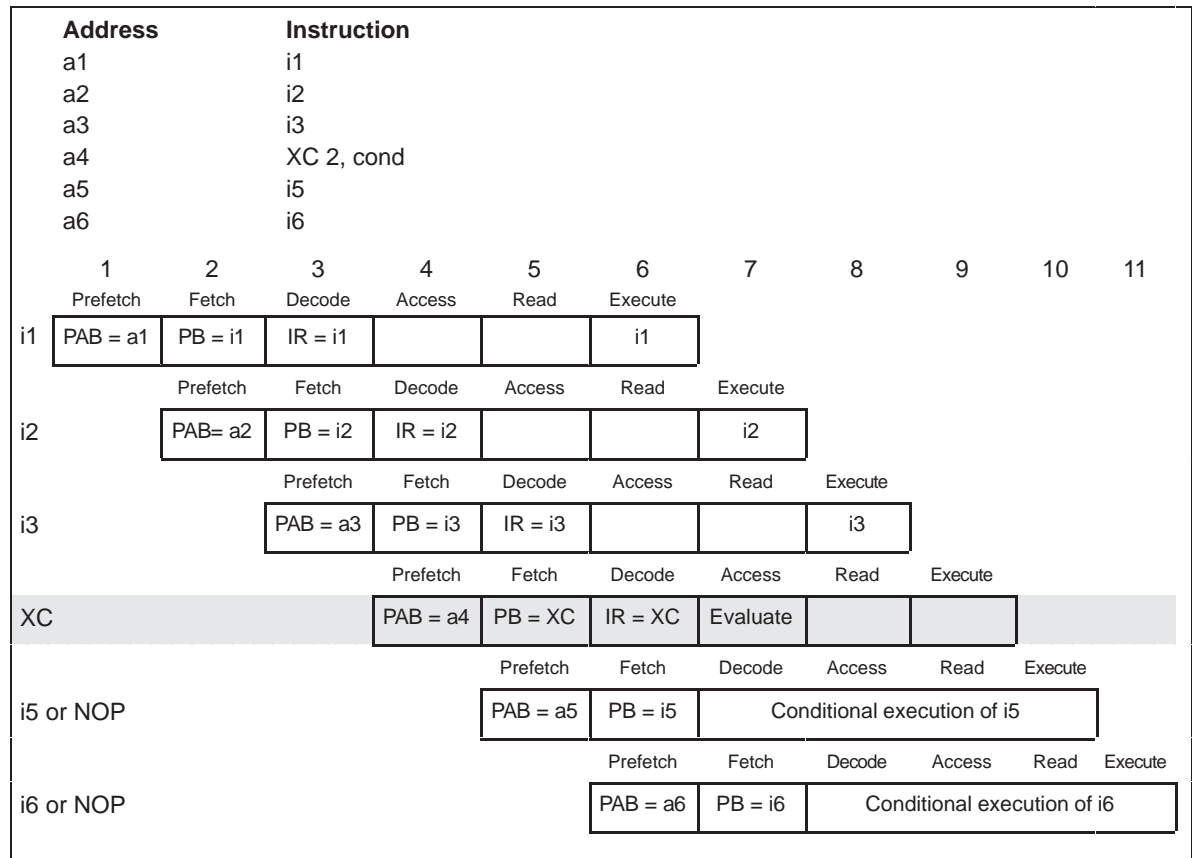 Address Instruction
a1 i1
a2 i2
a3 i3
a4 XC 2, cond
a5 i5
a6 i6
1 2 3 4 5 6 7 8 9 10 11
Prefetch Fetch Decode Access Read Execute
i1 PAB = a1 PB = i1 IR = i1 i1
Prefetch Fetch Decode Access Read Execute
i2 PAB= a2 PB = i2 IR = i2 i2
Prefetch Fetch Decode Access Read Execute
i3 PAB = a3 PB = i3 IR = i3 i3
Prefetch Fetch Decode Access Read Execute
XC PAB = a4 PB = XC IR = XC Evaluate
Prefetch Fetch Decode Access Read Execute
i5 or NOP PAB = a5 PB = i5 Conditional execution of i5
Prefetch Fetch Decode Access Read Execute
i6 or NOP PAB = a6 PB = i6 Conditional execution of i6